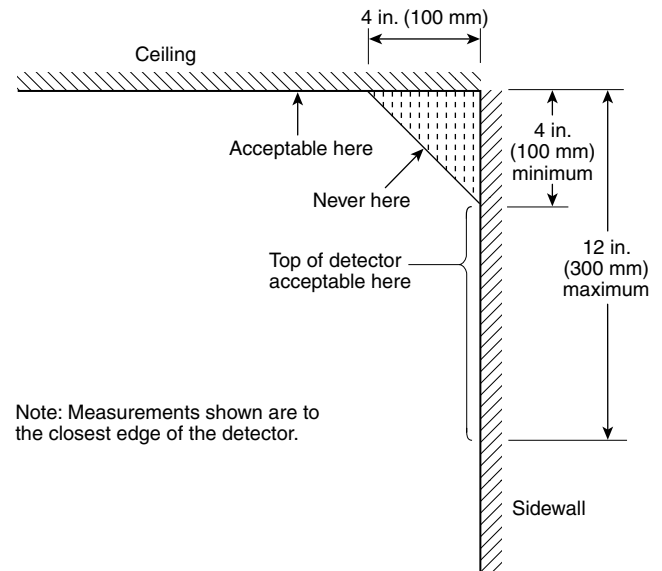 4 in. (100 mm)
Ceiling
Acceptable here
Never here
4 in.
(100 mm)
minimum
Top of detector
acceptable here
12 in.
(300 mm)
maximum
Note: Measurements shown are to
the closest edge of the detector.
Sidewall